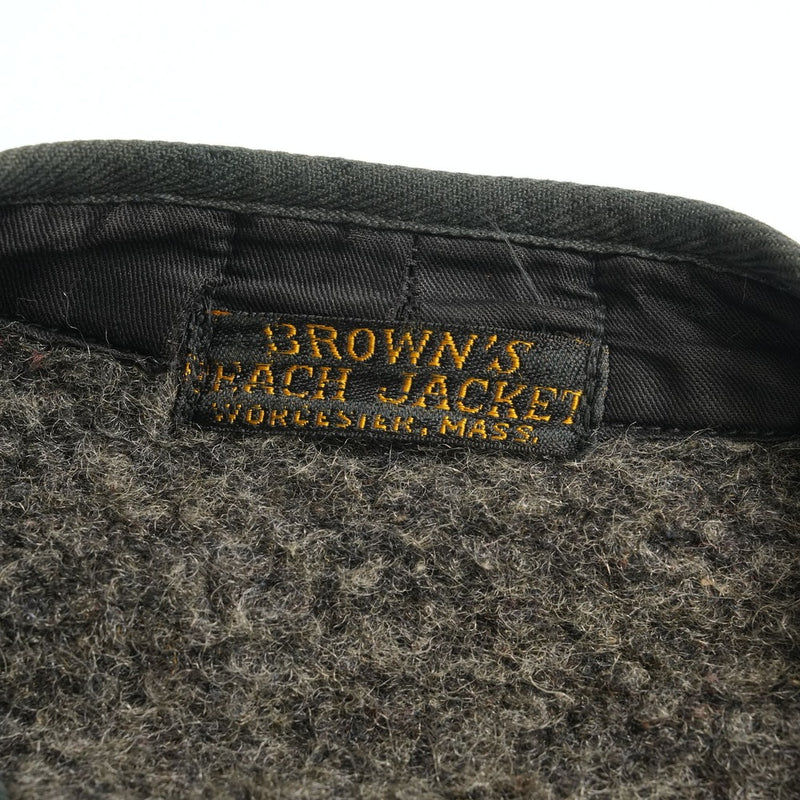 BROWN'S
BEACH JACKET
WORCESTER, MASS.